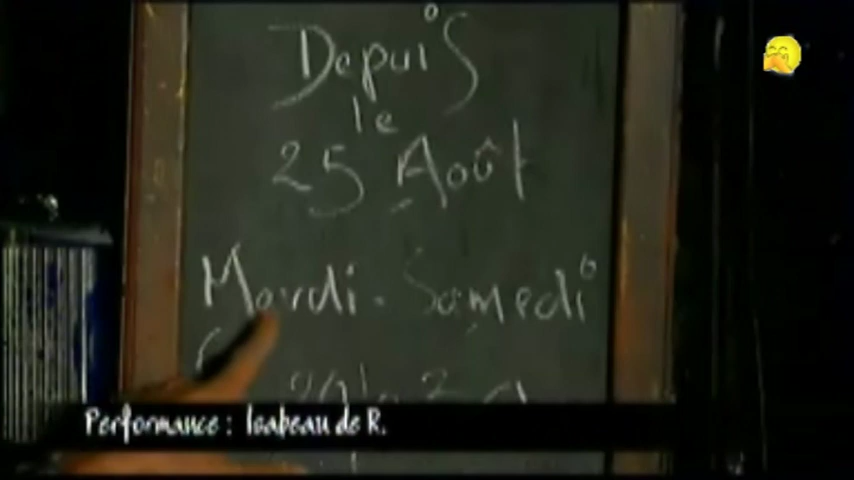 Depuis
le
25 Août
Mardi - Samedi
Performance : Isabeau de R.